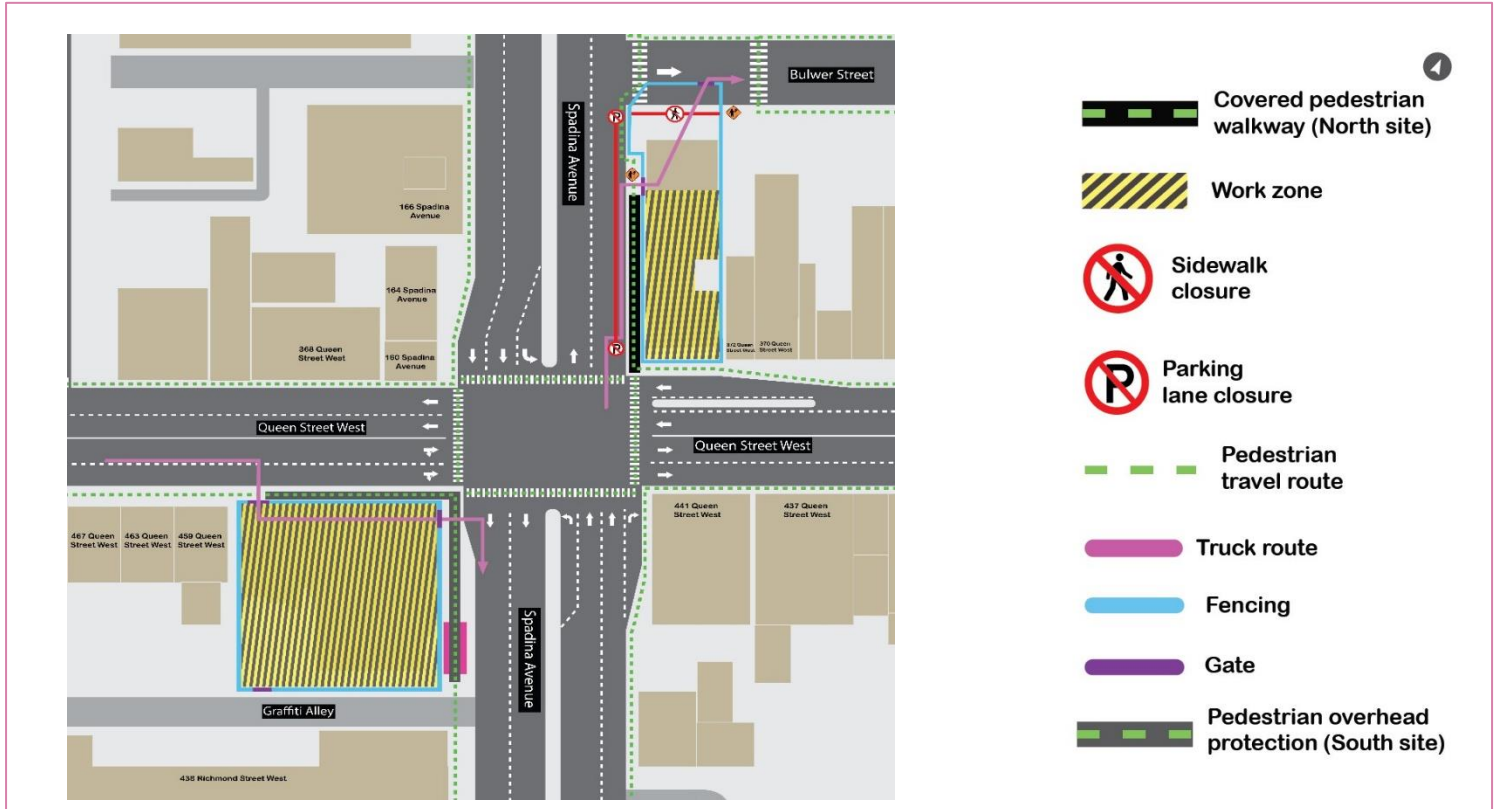 Bulwer Street
Spadina Avenue
166 Spadina
Avenue
164 Spadina
Avenue
368 Queen
Street West
160 Spadina
Avenue
372 Queen
Street West
370 Queen
Street West
Queen Street West
Queen Street West
467 Queen
Street West
463 Queen
Street West
459 Queen
Street West
441 Queen
Street West
437 Queen
Street West
Spadina Avenue
Graffiti Alley
438 Richmond Street West
Covered pedestrian
walkway (North site)
Work zone
Sidewalk
closure
P
Parking
lane closure
Pedestrian
travel route
Truck route
Fencing
Gate
Pedestrian overhead
protection (South site)